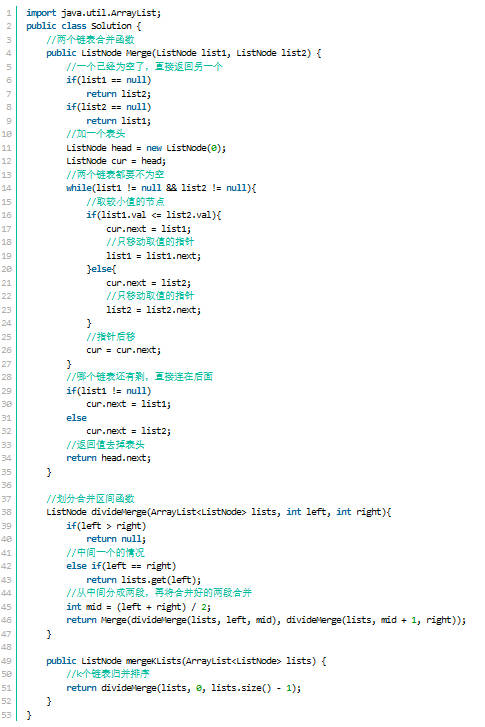 1 import java.util.ArrayList;
2 public class Solution {
3 //两个链表合并函数
4 public ListNode Merge(ListNode list1, ListNode list2) {
5 //一个已经为空了，直接返回另一个
6 if(list1 == null)
7 return list2;
8 if(list2 == null)
9 return list1;
10 //加一个表头
11 ListNode head = new ListNode(0);
12 ListNode cur = head;
13 //两个链表都要不为空
14 while(list1 != null && list2 != null){
15 //取较小值的节点
16 if(list1.val <= list2.val){
17 cur.next = list1;
18 //只移动取值的指针
19 list1 = list1.next;
20 }else{
21 cur.next = list2;
22 //只移动取值的指针
23 list2 = list2.next;
24 }
25 //指针后移
26 cur = cur.next;
27 }
28 //哪个链表还有剩，直接连在后面
29 if(list1 != null)
30 cur.next = list1;
31 else
32 cur.next = list2;
33 //返回值去掉表头
34 return head.next;
35 }
36
37 //划分合并区间函数
38 ListNode divideMerge(ArrayList<ListNode> lists, int left, int right){
39 if(left > right)
40 return null;
41 //中间一个的情况
42 else if(left == right)
43 return lists.get(left);
44 //从中间分成两段，再将合并好的两段合并
45 int mid = (left + right) / 2;
46 return Merge(divideMerge(lists, left, mid), divideMerge(lists, mid + 1, right));
47 }
48
49 public ListNode mergeKLists(ArrayList<ListNode> lists) {
50 //k个链表归并排序
51 return divideMerge(lists, 0, lists.size() - 1);
52 }
53 }